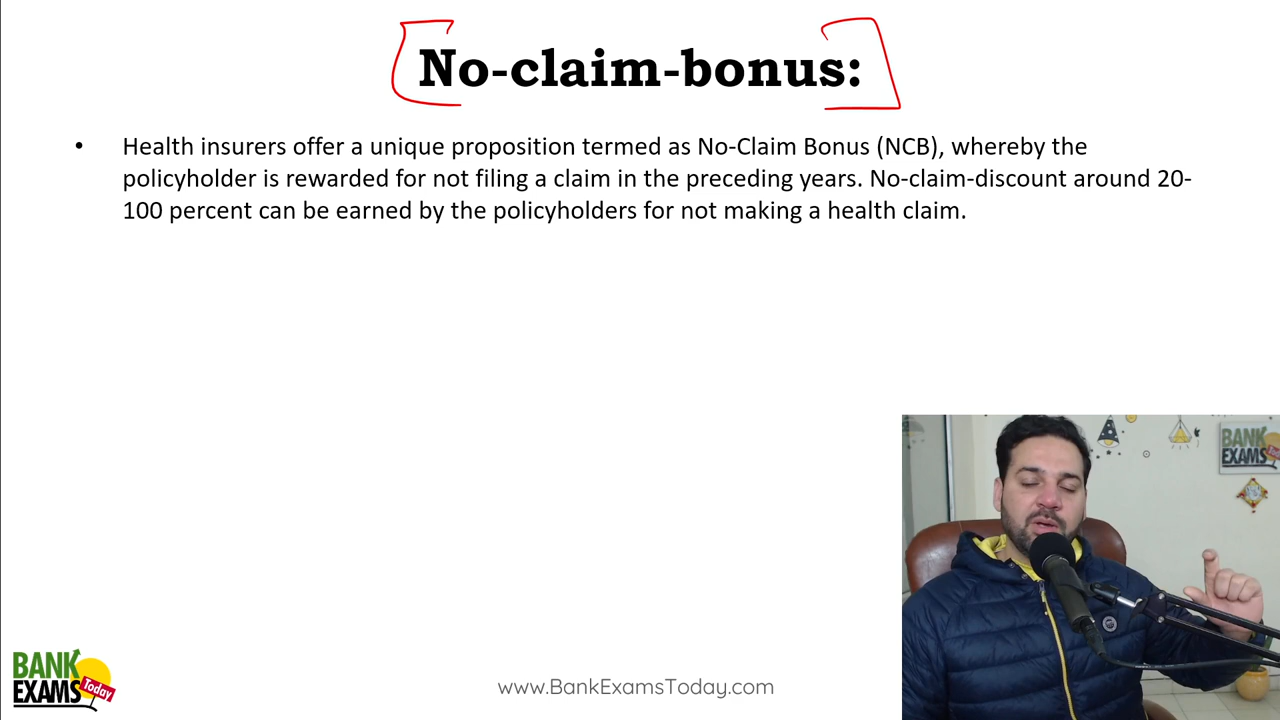 No-claim-bonus:
• Health insurers offer a unique proposition termed as No-Claim Bonus (NCB), whereby the
policyholder is rewarded for not filing a claim in the preceding years. No-claim-discount around 20-
100 percent can be earned by the policyholders for not making a health claim.
BANK
EXAMS
BANK
EXAMS
Today
www.BankExamsToday.com